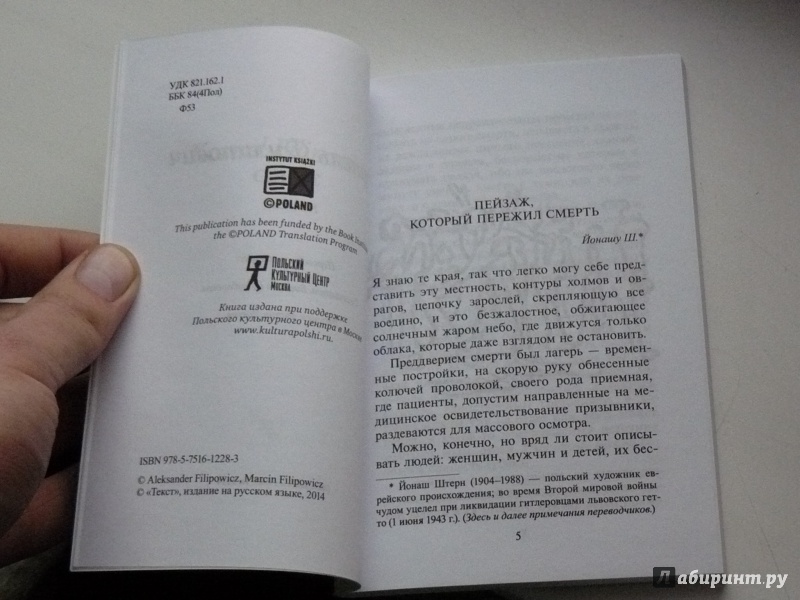 УДК 821.162.1
ББК 84(4Пол)
Ф53
INSTYTUT KSIĄŻKI
©POLAND
This publication has been funded by the Book
the ©POLAND Translation Program
Польский
Культурный Центр
Москва
Книга издана при поддержке
Польского культурного центра в Москве
www.kulturapolshi.ru.
ISBN 978-5-7516-1228-3
© Aleksander Filipowicz, Marcin Filipowicz
© «Текст», издание на русском языке, 2014
ПЕЙЗАЖ,
КОТОРЫЙ ПЕРЕЖИЛ СМЕРТЬ
Йонашу Ш.*
Я знаю те края, так что легко могу себе пред-
ставить эту местность, контуры холмов и ов-
рагов, цепочку зарослей, скрепляющую все
воедино, и это безжалостное, обжигающее
солнечным жаром небо, где движутся только
облака, которые даже взглядом не остановить.
Преддверием смерти был лагерь — времен-
ные постройки, на скорую руку обнесенные
колючей проволокой, своего рода приемная,
где пациенты, допустим направленные на ме-
дицинское освидетельствование призывники,
раздеваются для массового осмотра.
Можно, конечно, но вряд ли стоит описы-
вать людей: женщин, мужчин и детей, их бес-
* Йонаш Штерн (1904–1988) — польский художник ев-
рейского происхождения; во время Второй мировой войны
чудом уцелел при ликвидации гитлеровцами львовского гет-
то (1 июня 1943 г.). (Здесь и далее примечания переводчиков.)
5
Лабиринт.ру